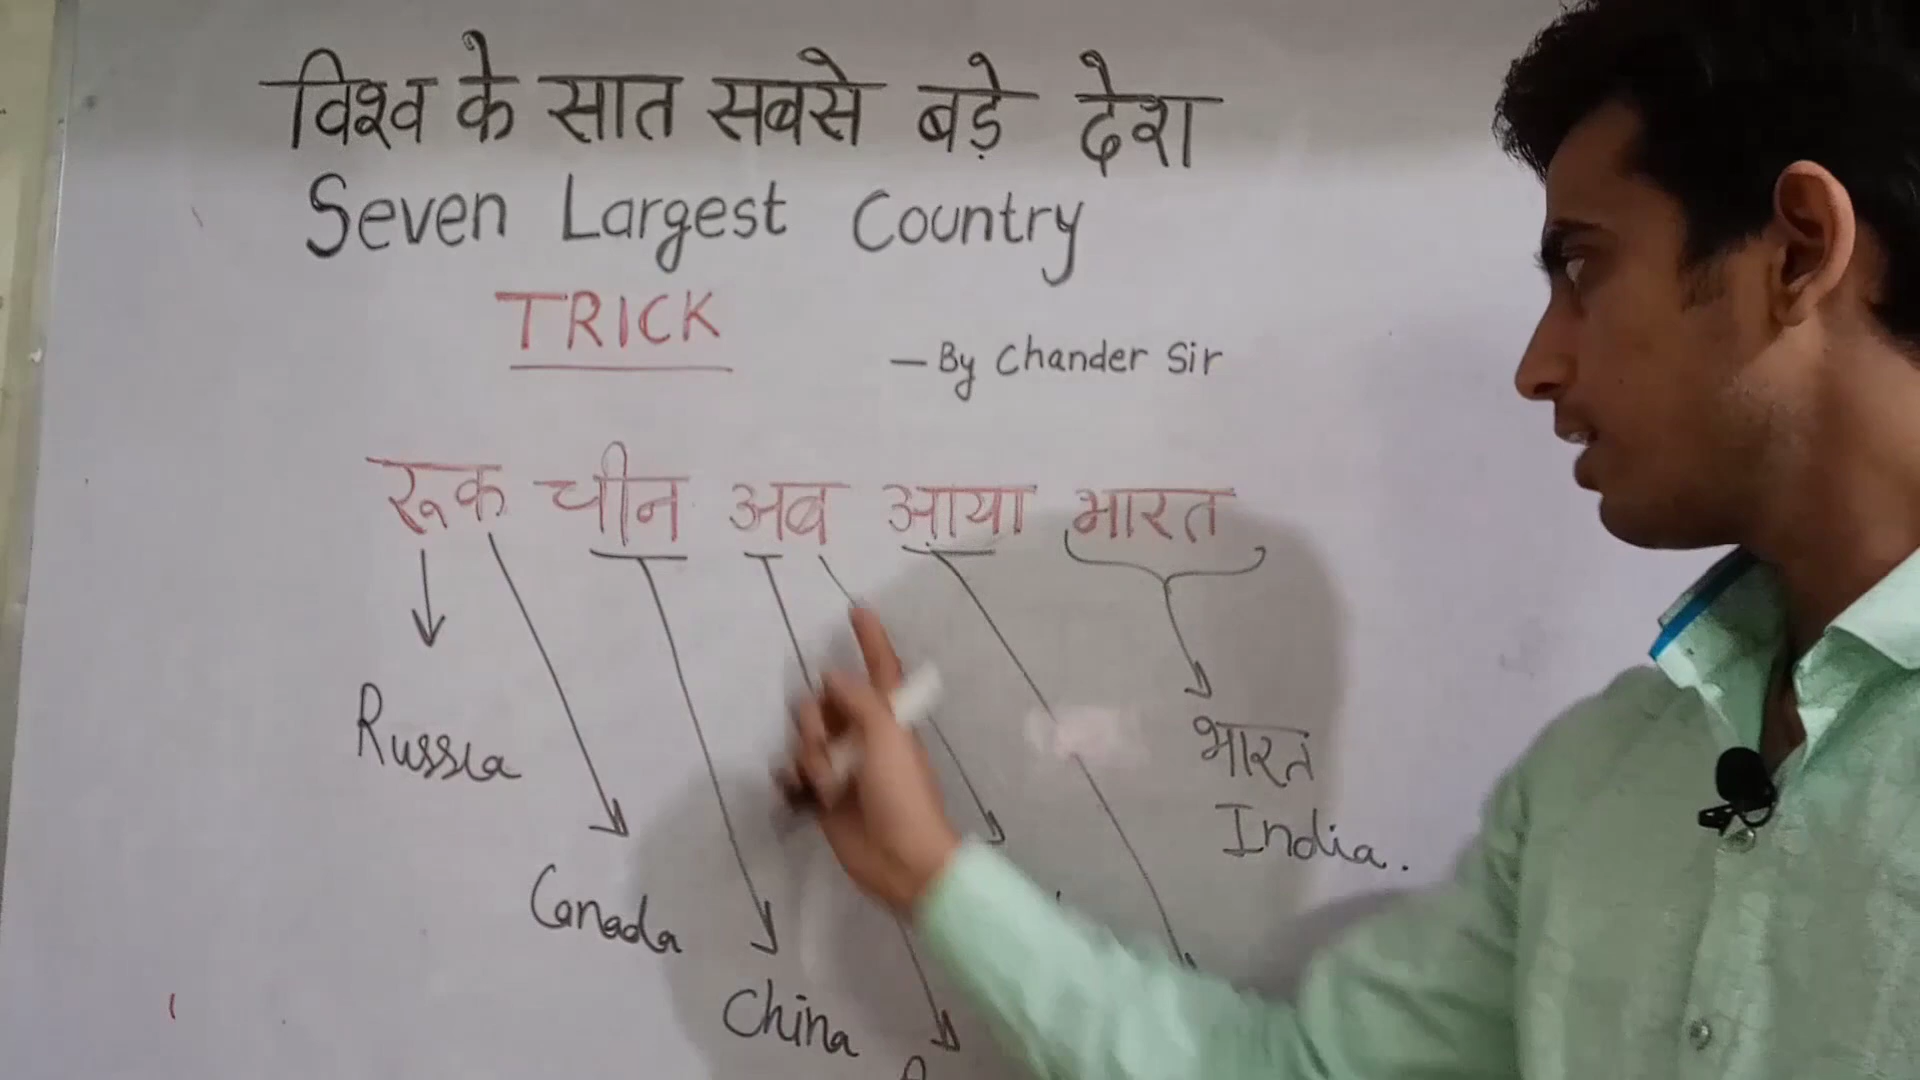 विश्व के सात सबसे बड़े देश
Seven Largest Country
TRICK
— By Chander Sir
रूक चीन अब आया भारत
Russia
भारत
India.
Canada
China